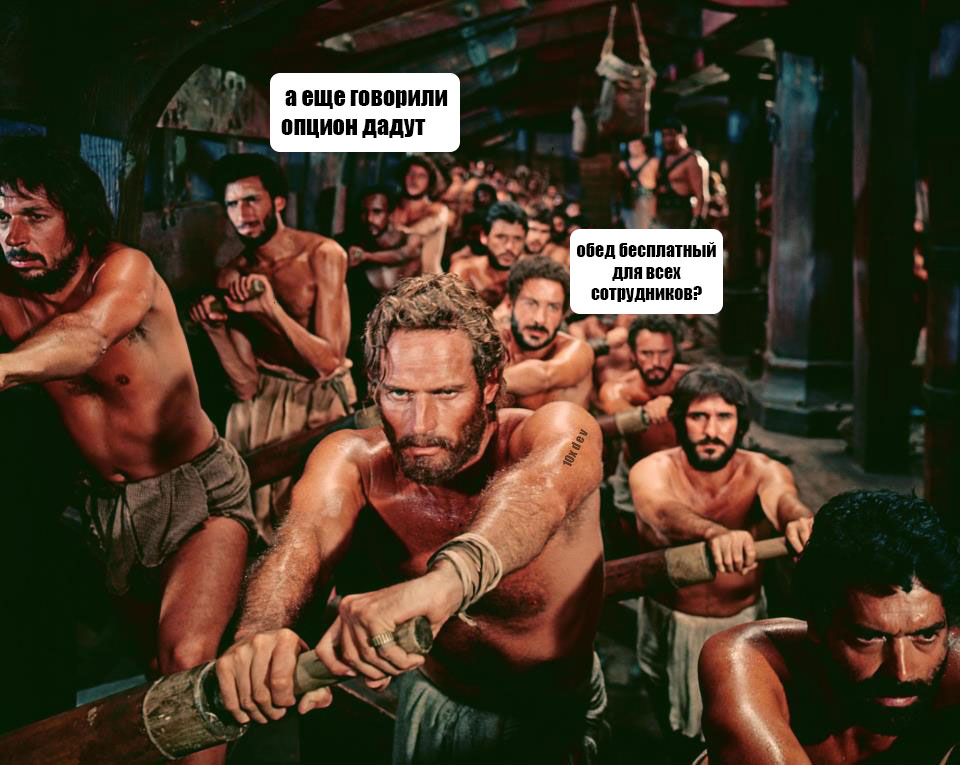 а еще говорили
опцион дадут
обед бесплатный
для всех
сотрудников?
10x dev